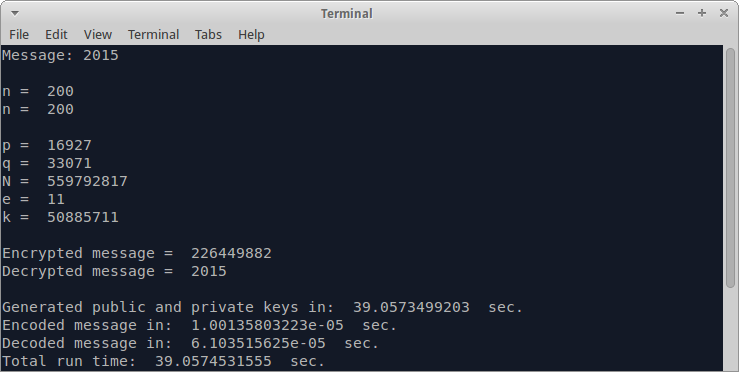 Terminal
File Edit View Terminal Tabs Help
Message: 2015
n = 200
n = 200
p = 16927
q = 33071
N = 559792817
e = 11
k = 50885711
Encrypted message = 226449882
Decrypted message = 2015
Generated public and private keys in: 39.0573499203 sec.
Encoded message in: 1.00135803223e-05 sec.
Decoded message in: 6.103515625e-05 sec.
Total run time: 39.0574531555 sec.